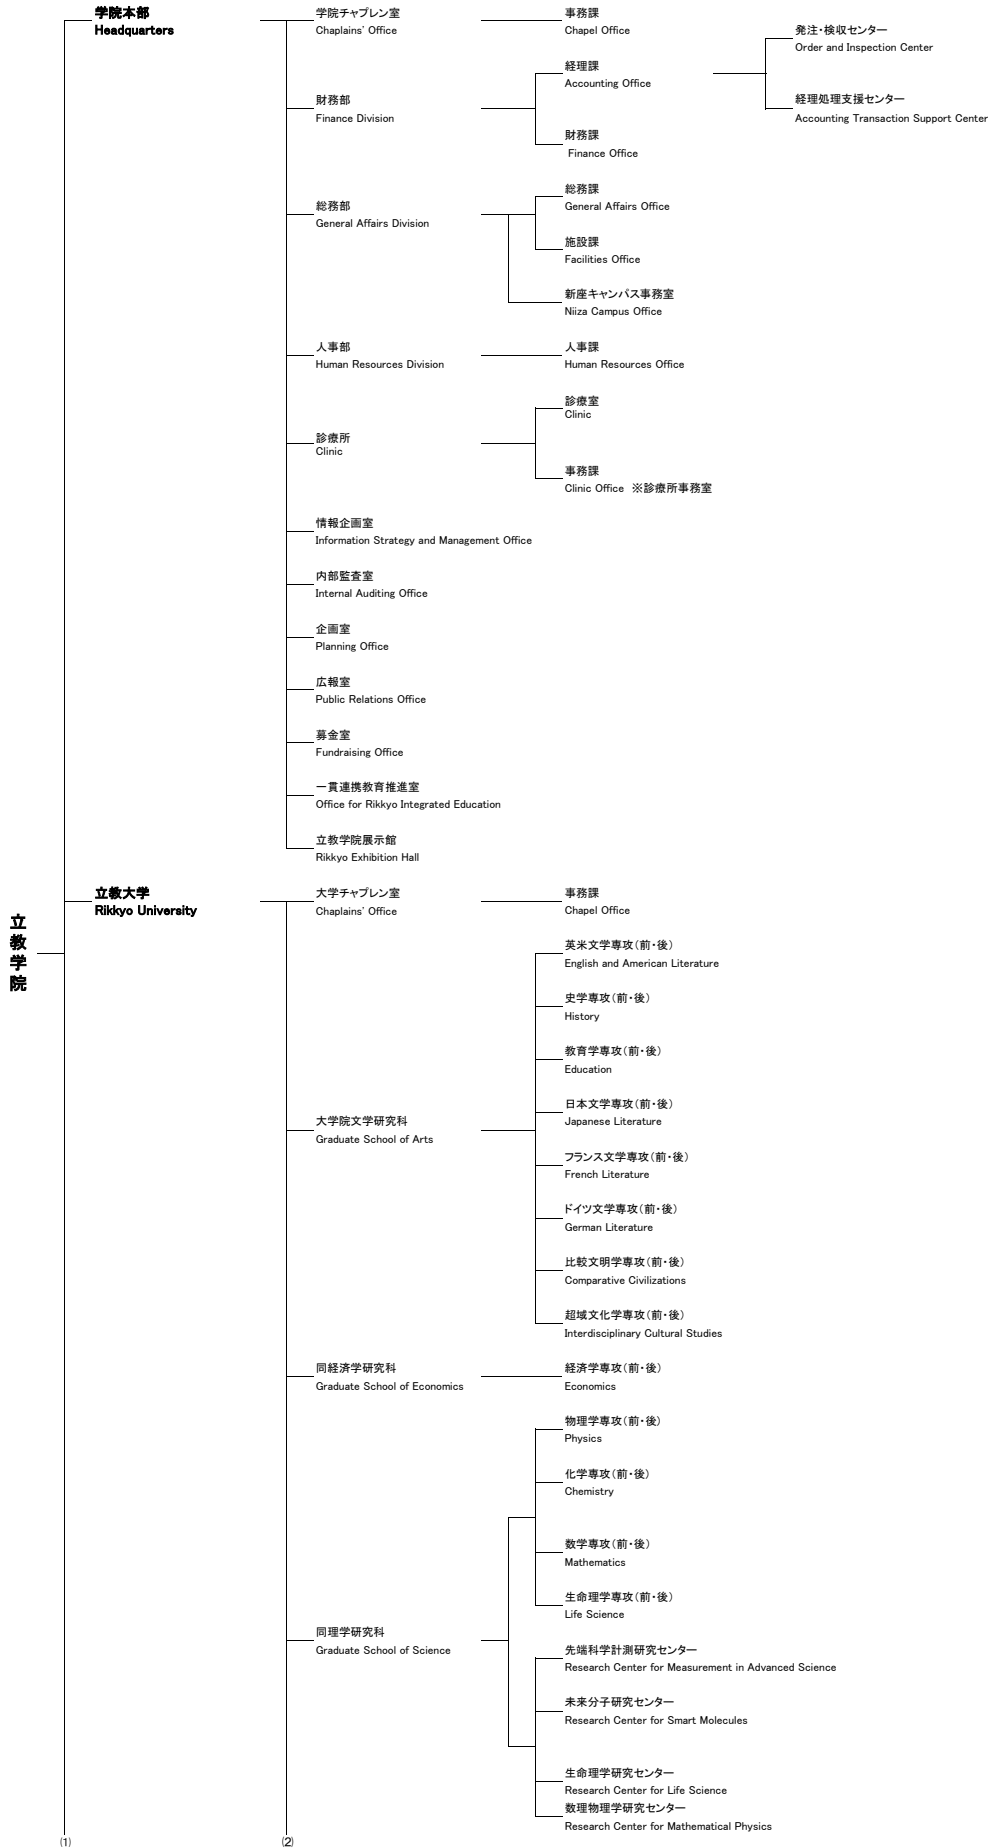 学院本部
Headquarters
学院チャプレン室
Chaplains' Office
事務課
Chapel Office
財務部
Finance Division
経理課
Accounting Office
発注・検収センター
Order and Inspection Center
経理処理支援センター
Accounting Transaction Support Center
財務課
Finance Office
総務部
General Affairs Division
総務課
General Affairs Office
施設課
Facilities Office
新座キャンパス事務室
Niiza Campus Office
人事部
Human Resources Division
人事課
Human Resources Office
診療所
Clinic
診療室
Clinic
事務課
Clinic Office ※診療所事務室
情報企画室
Information Strategy and Management Office
内部監査室
Internal Auditing Office
企画室
Planning Office
広報室
Public Relations Office
募金室
Fundraising Office
一貫連携教育推進室
Office for Rikkyo Integrated Education
立教学院展示館
Rikkyo Exhibition Hall
立教学院
立教大学
Rikkyo University
大学チャプレン室
Chaplains' Office
事務課
Chapel Office
大学院文学研究科
Graduate School of Arts
英米文学専攻(前・後)
English and American Literature
史学専攻(前・後)
History
教育学専攻(前・後)
Education
日本文学専攻(前・後)
Japanese Literature
フランス文学専攻(前・後)
French Literature
ドイツ文学専攻(前・後)
German Literature
比較文明学専攻(前・後)
Comparative Civilizations
超域文化学専攻(前・後)
Interdisciplinary Cultural Studies
同経済学研究科
Graduate School of Economics
経済学専攻(前・後)
Economics
同理学研究科
Graduate School of Science
物理学専攻(前・後)
Physics
化学専攻(前・後)
Chemistry
数学専攻(前・後)
Mathematics
生命理学専攻(前・後)
Life Science
先端科学計測研究センター
Research Center for Measurement in Advanced Science
未来分子研究センター
Research Center for Smart Molecules
生命理学研究センター
Research Center for Life Science
数理物理学研究センター
Research Center for Mathematical Physics
(1)
(2)